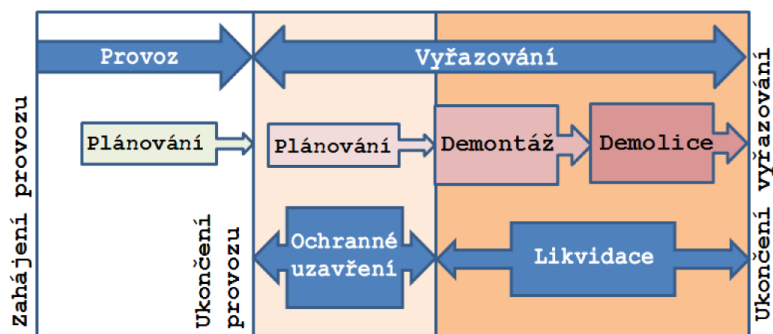 Provoz
Vyřazování
Plánování
Plánování
Demontáž
Demolice
Ochranné
uzavření
Likvidace
Zahájení provozu
Ukončení
provozu
Ukončení vyřazování